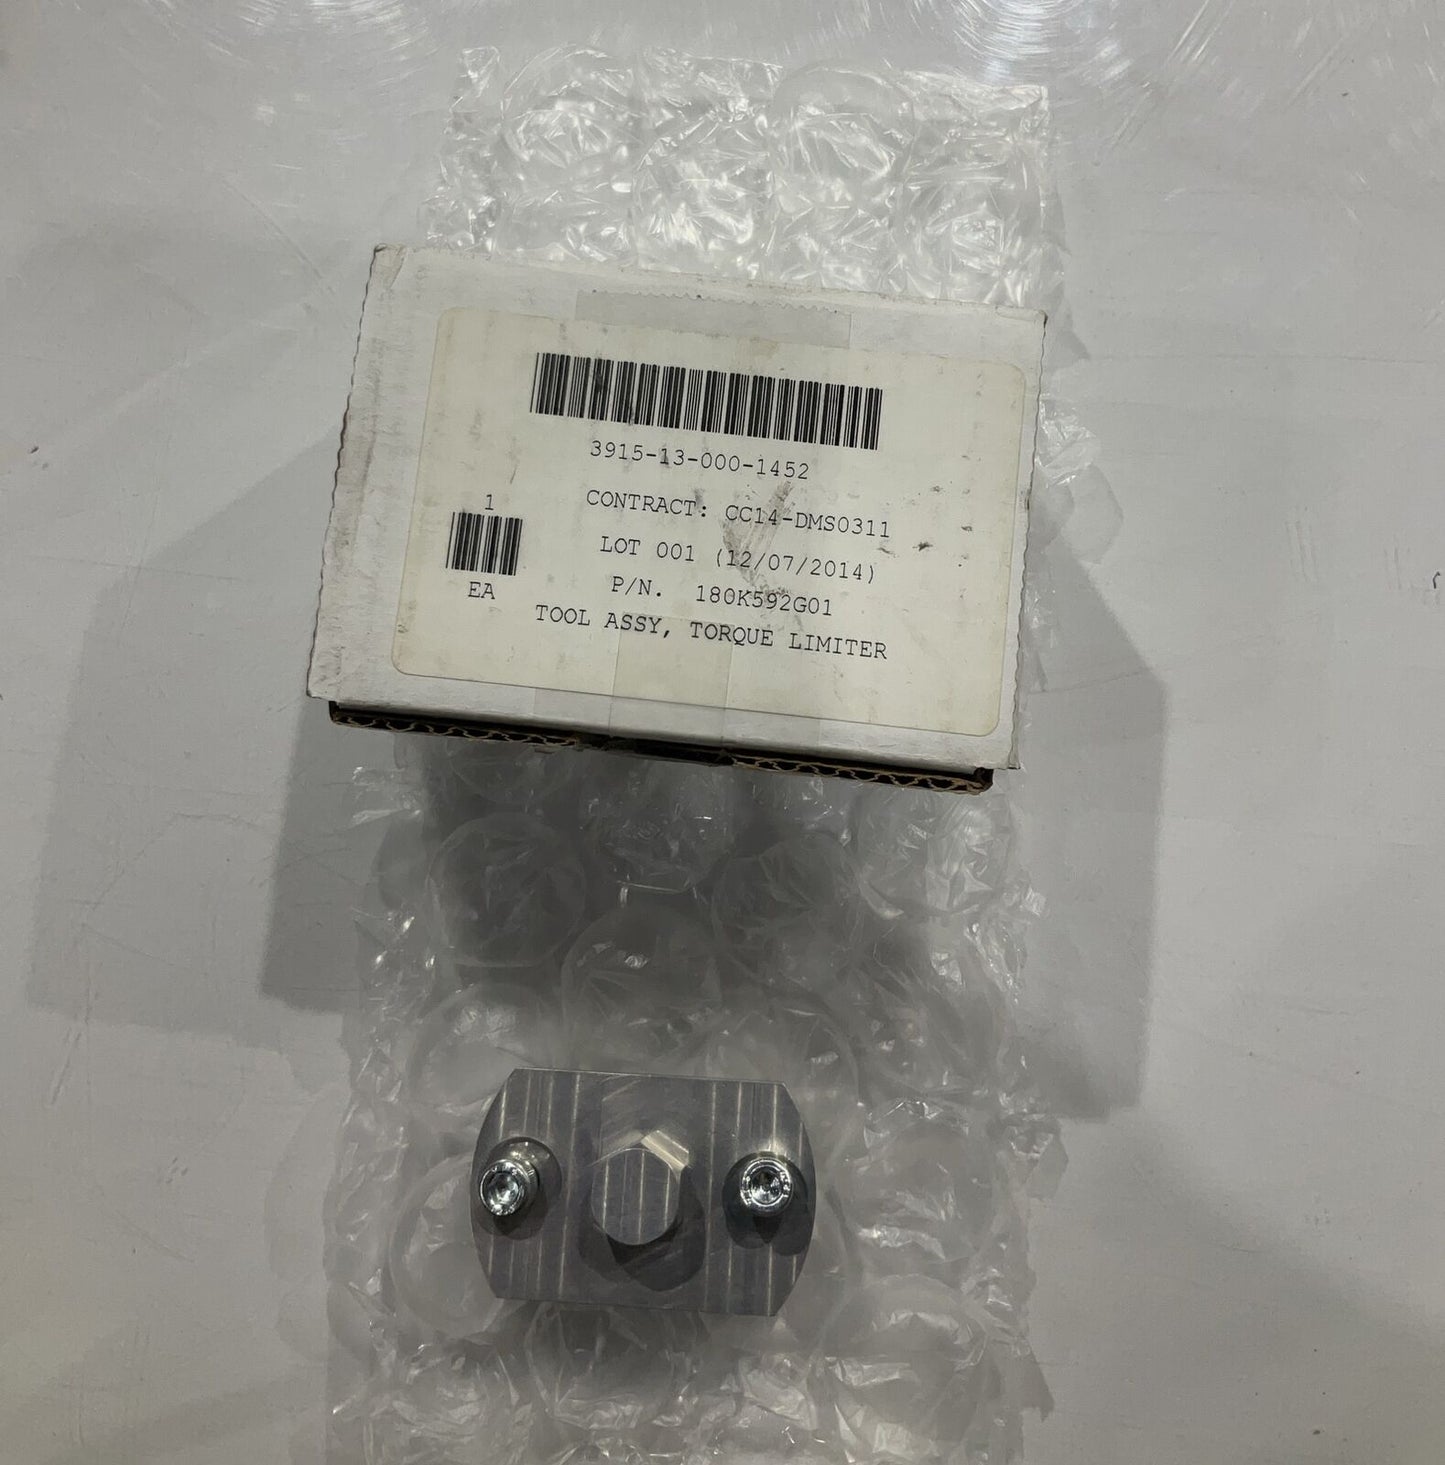 3915-13-000-1452
CONTRACT: CC14-DMS0311
LOT 001 (12/07/2014)
P/N. 180K592G01
TOOL ASSY, TORQUE LIMITER
1
EA